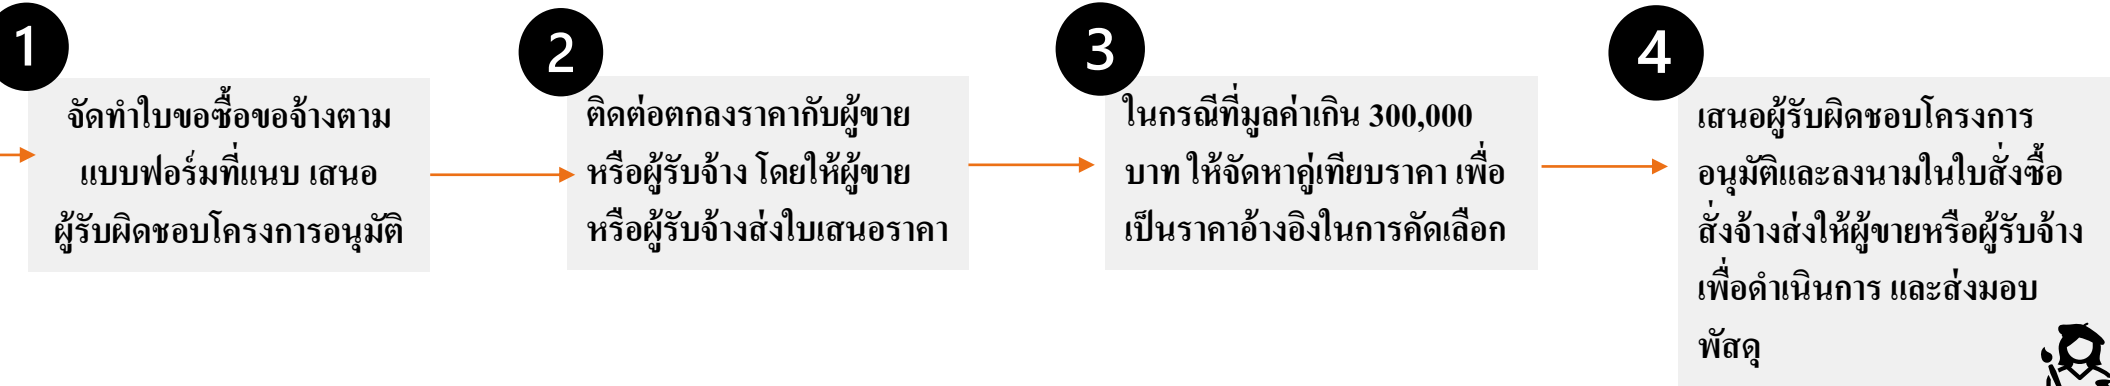 1
จัดทำใบขอซื้อขอจ้างตาม
แบบฟอร์มที่แนบ เสนอ
ผู้รับผิดชอบโครงการอนุมัติ
2
ติดต่อตกลงราคากับผู้ขาย
หรือผู้รับจ้าง โดยให้ผู้ขาย
หรือผู้รับจ้างส่งใบเสนอราคา
3
ในกรณีที่มูลค่าเกิน 300,000
บาท ให้จัดหาคู่เทียบราคา เพื่อ
เป็นราคาอ้างอิงในการคัดเลือก
4
เสนอผู้รับผิดชอบโครงการ
อนุมัติและลงนามในใบสั่งซื้อ
สั่งจ้างส่งให้ผู้ขายหรือผู้รับจ้าง
เพื่อดำเนินการ และส่งมอบ
พัสดุ